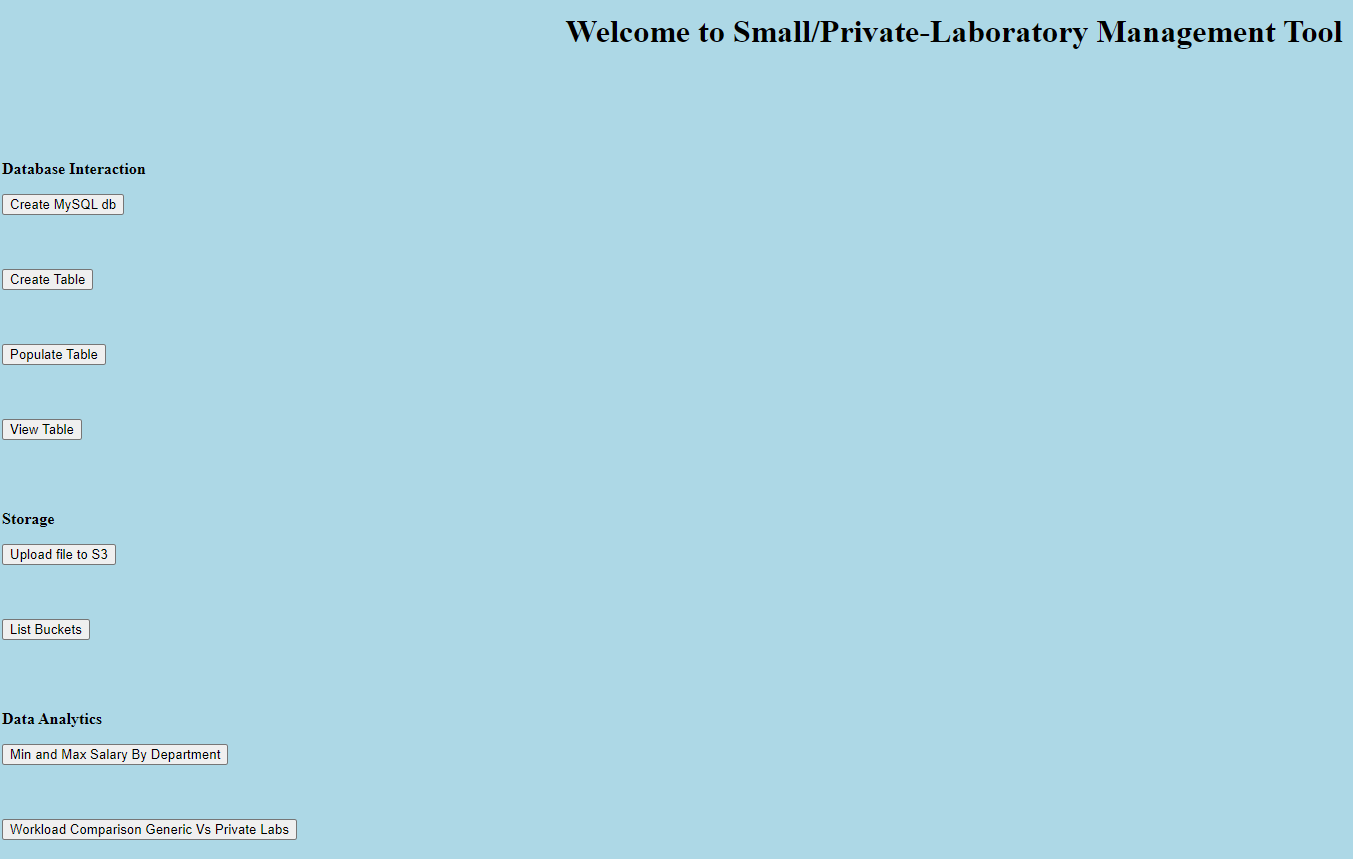 Welcome to Small/Private-Laboratory Management Tool
Database Interaction
Create MySQL db
Create Table
Populate Table
View Table
Storage
Upload file to S3
List Buckets
Data Analytics
Min and Max Salary By Department
Workload Comparison Generic Vs Private Labs